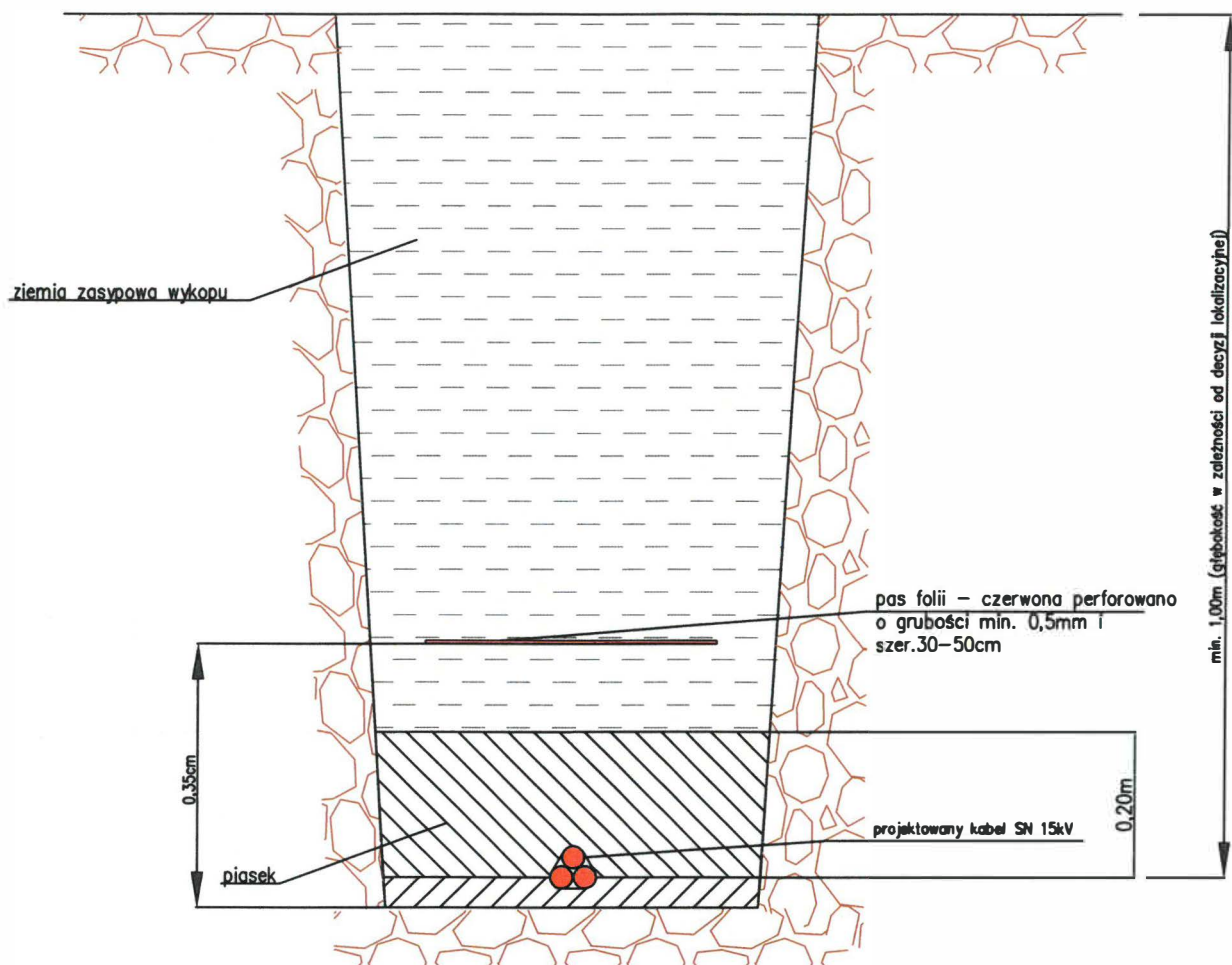 ziemia zasypowa wykopu
pas folii – czerwona perforowano
o grubości min. 0,5mm i
szer.30–50cm
min. 1,00m (głębokość w zależności od decyzji lokalizacyjnej)
0,35cm
0,20m
projektowany kabel SN 15kV
piasek